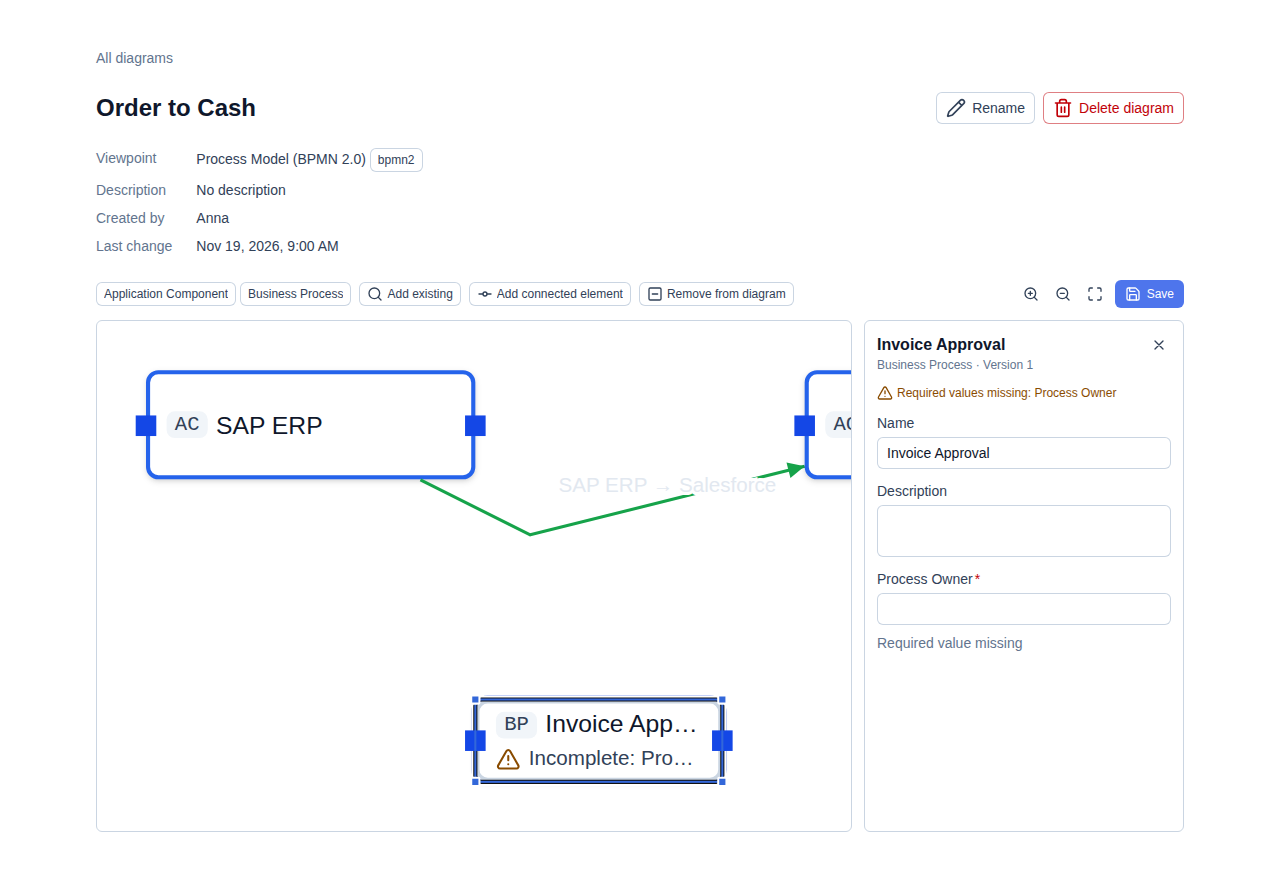 All diagrams
Order to Cash
Rename
Delete diagram
Viewpoint
Process Model (BPMN 2.0)
bpmn2
Description
No description
Created by
Anna
Last change
Nov 19, 2026, 9:00 AM
Application Component
Business Process
Add existing
Add connected element
Remove from diagram
Save
AC
SAP ERP
AC
SAP ERP → Salesforce
BP
Invoice App…
Incomplete: Pro…
Invoice Approval
Business Process · Version 1
Required values missing: Process Owner
Name
Invoice Approval
Description
Process Owner*
Required value missing